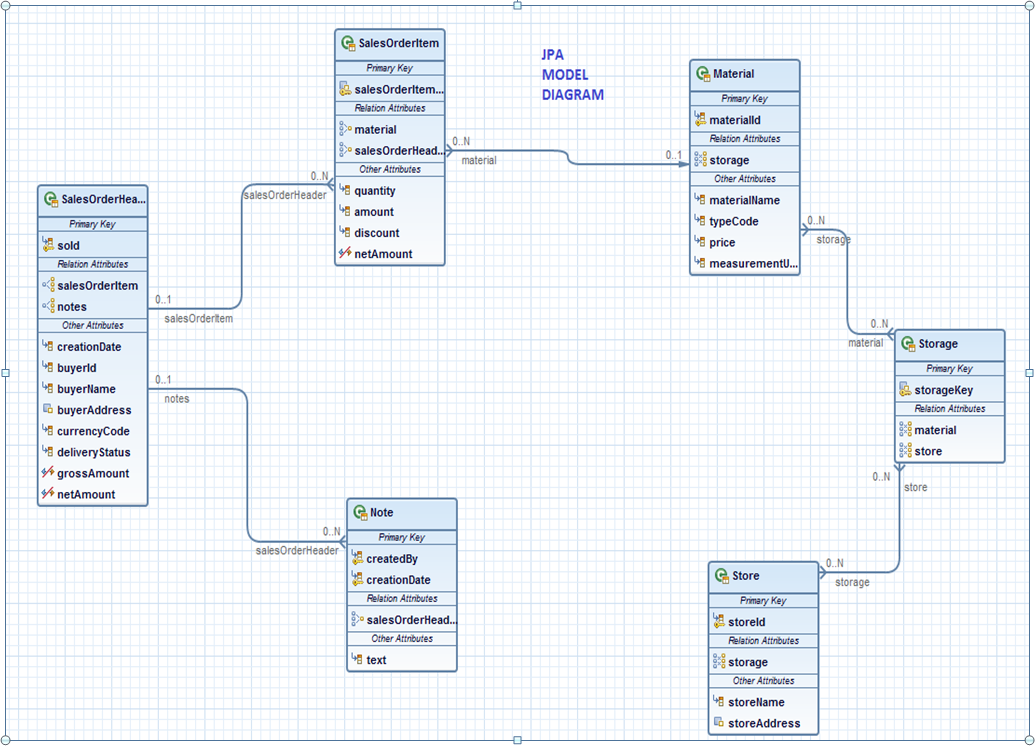 SalesOrderItem
Primary Key
salesOrderItem...
Relation Attributes
material
salesOrderHead...
Other Attributes
quantity
amount
discount
netAmount
JPA
MODEL
DIAGRAM
Material
Primary Key
materialId
Relation Attributes
storage
Other Attributes
materialName
typeCode
price
measurementU...
0..N
material
0..1
0..N
salesOrderHeader
SalesOrderHea...
Primary Key
soId
Relation Attributes
salesOrderItem
notes
Other Attributes
creationDate
buyerId
buyerName
buyerAddress
currencyCode
deliveryStatus
grossAmount
netAmount
0..1
salesOrderItem
0..1
notes
0..N
storage
0..N
material
Storage
Primary Key
storageKey
Relation Attributes
material
store
0..N
store
Note
Primary Key
createdBy
creationDate
Relation Attributes
salesOrderHead...
Other Attributes
text
0..N
salesOrderHeader
Store
Primary Key
storeId
Relation Attributes
storage
Other Attributes
storeName
storeAddress
0..N
storage